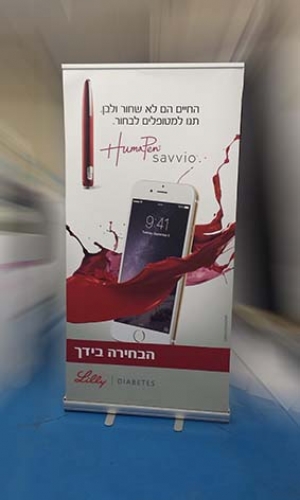 החיים הם לא שחור ולבן.
תנו למטופלים לבחור.
HumaPen
savvio
9:41
הבחירה בידך
Lilly | DIABETES